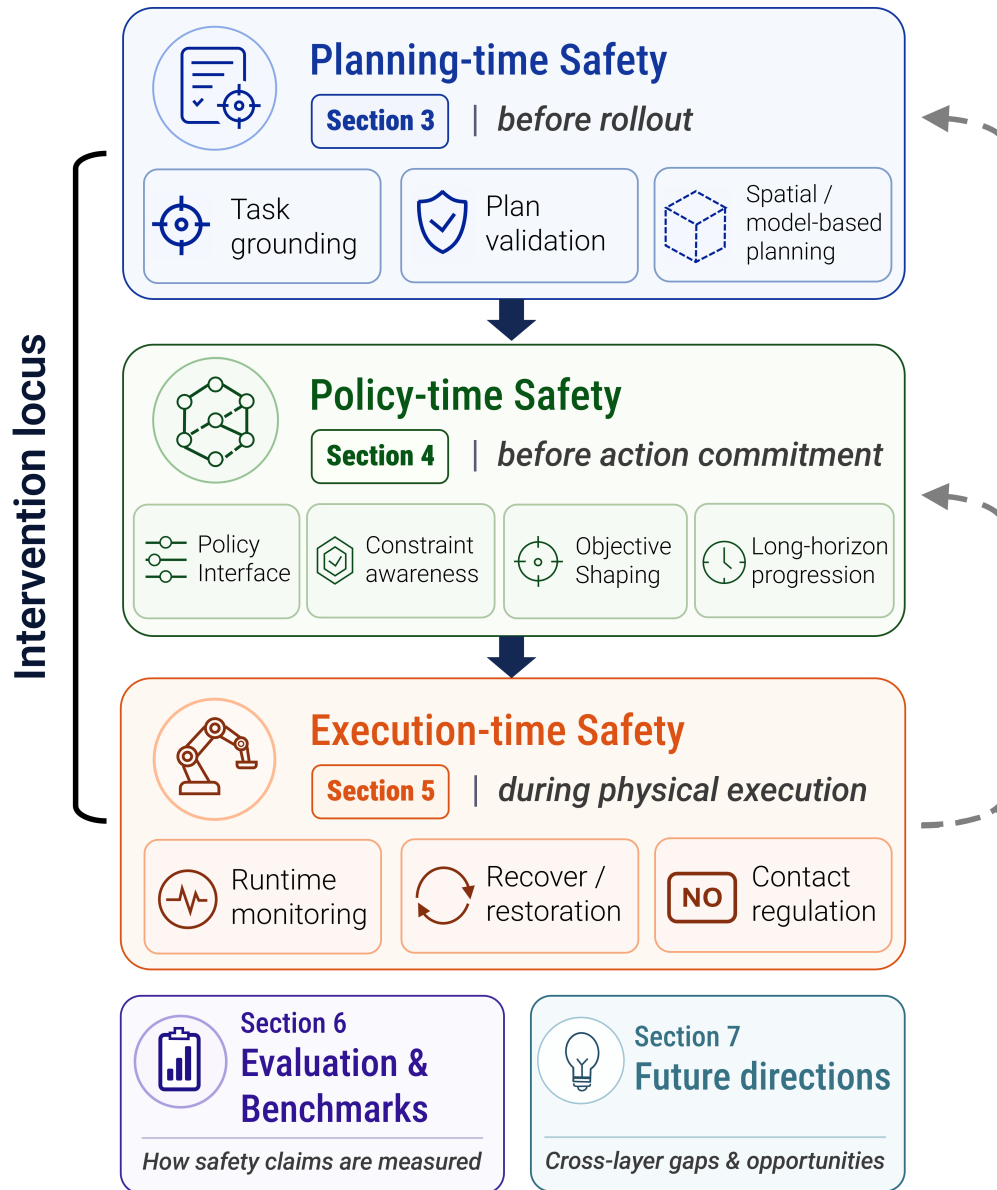 Planning-time Safety
Section 3 | before rollout
Task
grounding
Plan
validation
Spatial /
model-based
planning
Intervention locus
Policy-time Safety
Section 4 | before action commitment
Policy
Interface
Constraint
awareness
Objective
Shaping
Long-horizon
progression
Execution-time Safety
Section 5 | during physical execution
Runtime
monitoring
Recover /
restoration
NO
Contact
regulation
Section 6
Evaluation &
Benchmarks
How safety claims are measured
Section 7
Future directions
Cross-layer gaps & opportunities